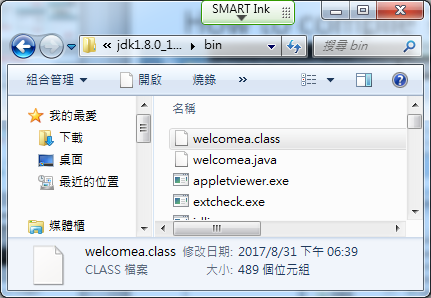 SMART Ink
« jdk1.8.0_1... ▸ bin
搜尋 bin
組合管理 開啟 燒錄 »
我的最愛
下載
桌面
最近的位置
媒體櫃
名稱
welcomea.class
welcomea.java
appletviewer.exe
extcheck.exe
welcomea.class 修改日期: 2017/8/31 下午 06:39
CLASS 檔案 大小: 489 個位元組